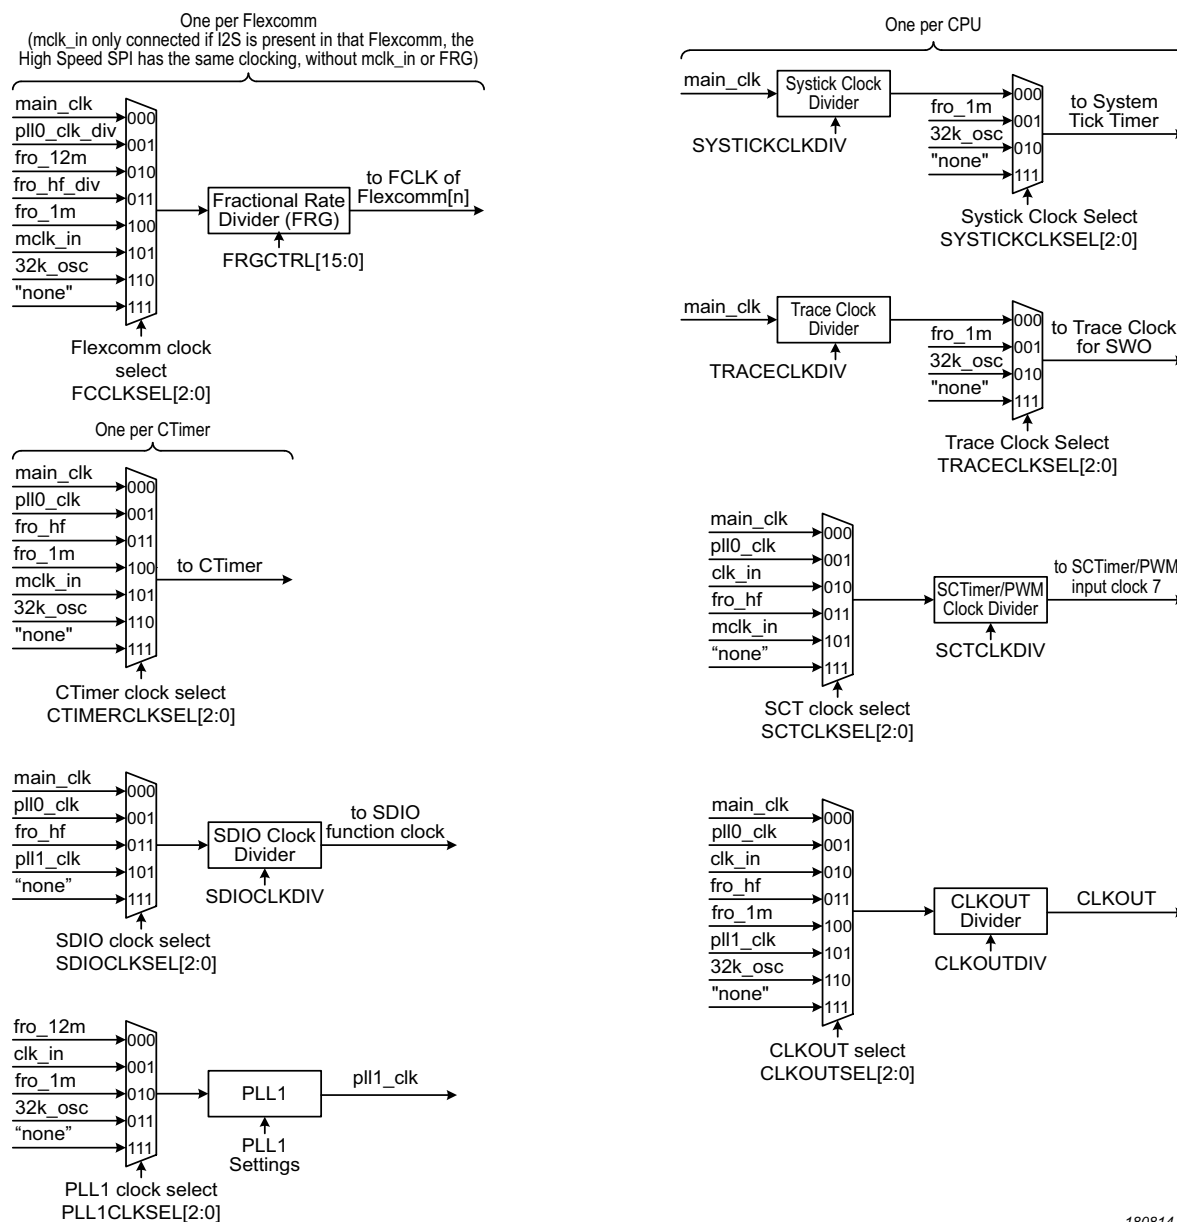 One per Flexcomm
(mclk_in only connected if I2S is present in that Flexcomm, the
High Speed SPI has the same clocking, without mclk_in or FRG)
main_clk
000
pll0_clk_div
001
fro_12m
010
fro_hf_div
011
fro_1m
100
mclk_in
101
32k_osc
110
"none"
111
Fractional Rate
Divider (FRG)
to FCLK of
Flexcomm[n]
FRGCTRL[15:0]
Flexcomm clock
select
FCCLKSEL[2:0]
One per CTimer
main_clk
000
pll0_clk
001
fro_hf
011
fro_1m
100
mclk_in
101
32k_osc
110
"none"
111
to CTimer
CTimer clock select
CTIMERCLKSEL[2:0]
main_clk
000
pll0_clk
001
fro_hf
011
pll1_clk
101
“none”
111
SDIO Clock
Divider
to SDIO
function clock
SDIOCLKDIV
SDIO clock select
SDIOCLKSEL[2:0]
fro_12m
000
clk_in
001
fro_1m
010
32k_osc
011
“none”
111
PLL1
pll1_clk
PLL1
Settings
PLL1 clock select
PLL1CLKSEL[2:0]
One per CPU
main_clk
Systick Clock
Divider
SYSTICKCLKDIV
000
fro_1m
001
32k_osc
010
"none"
111
to System
Tick Timer
Systick Clock Select
SYSTICKCLKSEL[2:0]
main_clk
Trace Clock
Divider
TRACECLKDIV
000
fro_1m
001
32k_osc
010
"none"
111
to Trace Clock
for SWO
Trace Clock Select
TRACECLKSEL[2:0]
main_clk
000
pll0_clk
001
clk_in
010
fro_hf
011
mclk_in
101
“none”
111
SCTimer/PWM
Clock Divider
to SCTimer/PWM
input clock 7
SCTCLKDIV
SCT clock select
SCTCLKSEL[2:0]
main_clk
000
pll0_clk
001
clk_in
010
fro_hf
011
fro_1m
100
pll1_clk
101
32k_osc
110
"none"
111
CLKOUT
Divider
CLKOUT
CLKOUTDIV
CLKOUT select
CLKOUTSEL[2:0]
180814